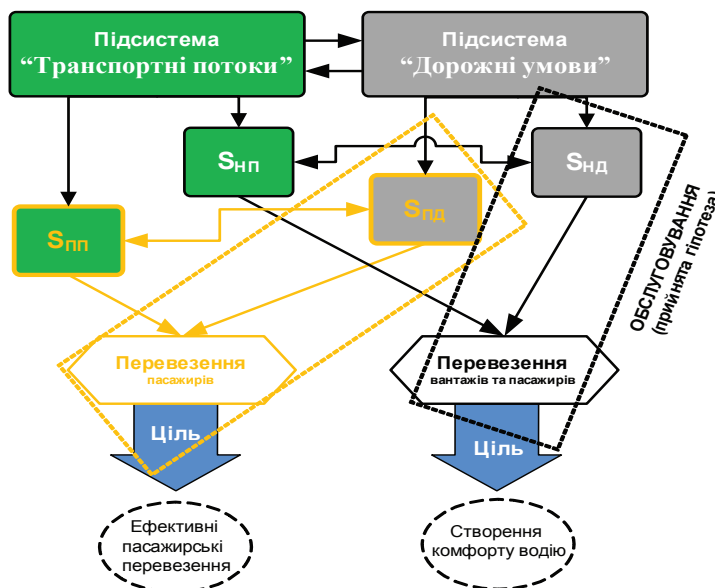 Підсистема
“Транспортні потоки”
Підсистема
“Дорожні умови”
SНП
SНД
SПП
SПД
ОБСЛУГОВУВАННЯ
(прийнята гіпотеза)
Перевезення
пасажирів
Перевезення
вантажів та пасажирів
Ціль
Ціль
Ефективні
пасажирські
перевезення
Створення
комфорту водію